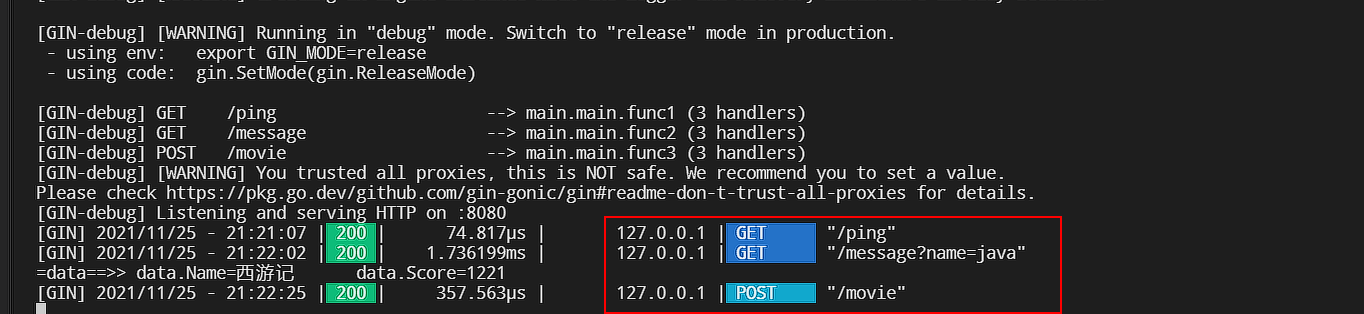 [GIN-debug] [WARNING] Running in "debug" mode. Switch to "release" mode in production.
 - using env:   export GIN_MODE=release
 - using code:  gin.SetMode(gin.ReleaseMode)
[GIN-debug] GET    /ping                     --> main.main.func1 (3 handlers)
[GIN-debug] GET    /message                  --> main.main.func2 (3 handlers)
[GIN-debug] POST   /movie                    --> main.main.func3 (3 handlers)
[GIN-debug] [WARNING] You trusted all proxies, this is NOT safe. We recommend you to set a value.
Please check https://pkg.go.dev/github.com/gin-gonic/gin#readme-don-t-trust-all-proxies for details.
[GIN-debug] Listening and serving HTTP on :8080
[GIN] 2021/11/25 - 21:21:07 | 200 |      74.817µs |       127.0.0.1 | GET      "/ping"
[GIN] 2021/11/25 - 21:22:02 | 200 |    1.736199ms |       127.0.0.1 | GET      "/message?name=java"
=data==>> data.Name=西游记      data.Score=1221
[GIN] 2021/11/25 - 21:22:25 | 200 |     357.563µs |       127.0.0.1 | POST     "/movie"